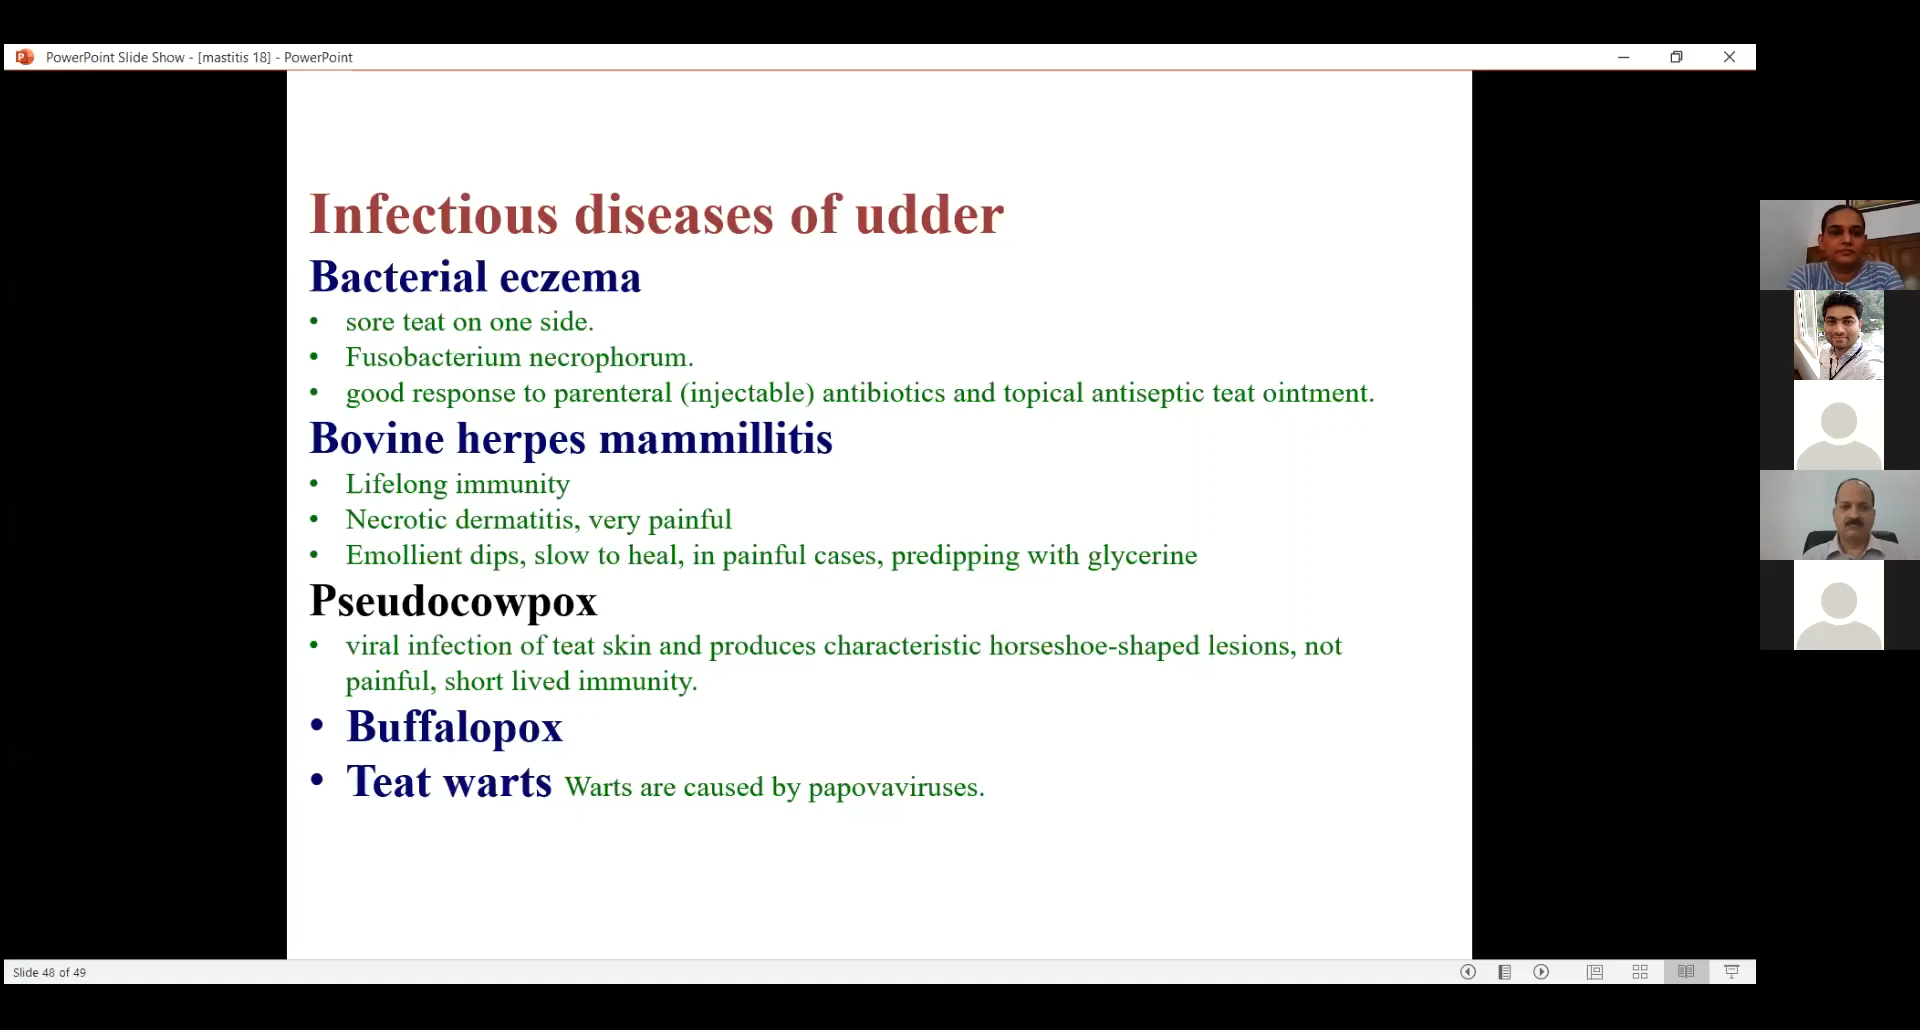 PowerPoint Slide Show - [mastitis 18] - PowerPoint
Infectious diseases of udder
Bacterial eczema
• sore teat on one side.
• Fusobacterium necrophorum.
• good response to parenteral (injectable) antibiotics and topical antiseptic teat ointment.
Bovine herpes mammillitis
• Lifelong immunity
• Necrotic dermatitis, very painful
• Emollient dips, slow to heal, in painful cases, predipping with glycerine
Pseudocowpox
• viral infection of teat skin and produces characteristic horseshoe-shaped lesions, not
painful, short lived immunity.
• Buffalopox
• Teat warts Warts are caused by papovaviruses.
Slide 48 of 49